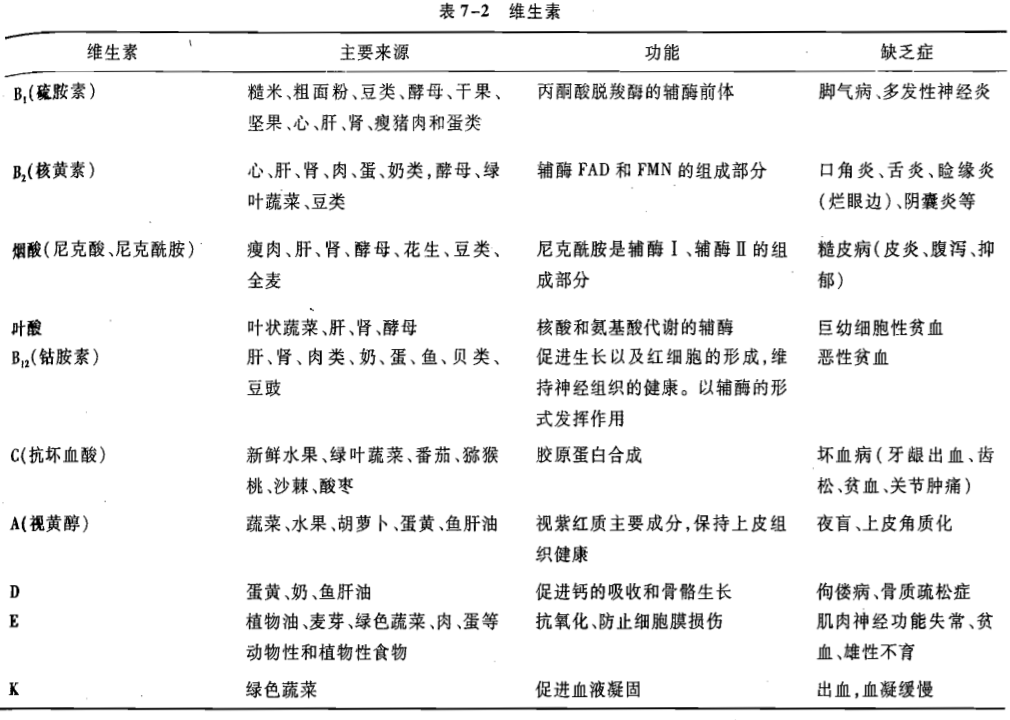 表 7-2 维生素
维生素 主要来源 功能 缺乏症
B₁(硫胺素) 糙米、粗面粉、豆类、酵母、干果、 丙酮酸脱羧酶的辅酶前体 脚气病、多发性神经炎
坚果、心、肝、肾、瘦猪肉和蛋类
B₂(核黄素) 心、肝、肾、肉、蛋、奶类,酵母、绿 辅酶 FAD 和 FMN 的组成部分 口角炎、舌炎、睑缘炎
叶蔬菜、豆类 (烂眼边)、阴囊炎等
烟酸(尼克酸、尼克酰胺) 瘦肉、肝、肾、酵母、花生、豆类、 尼克酰胺是辅酶Ⅰ、辅酶Ⅱ的组 糙皮病(皮炎、腹泻、抑
全麦 成部分 郁)
叶酸 叶状蔬菜、肝、肾、酵母 核酸和氨基酸代谢的辅酶 巨幼细胞性贫血
B₁₂(钴胺素) 肝、肾、肉类、奶、蛋、鱼、贝类、 促进生长以及红细胞的形成,维 恶性贫血
豆豉 持神经组织的健康。以辅酶的形
式发挥作用
C(抗坏血酸) 新鲜水果、绿叶蔬菜、番茄、猕猴 胶原蛋白合成 坏血病(牙龈出血、齿
桃、沙棘、酸枣 松、贫血、关节肿痛)
A(视黄醇) 蔬菜、水果、胡萝卜、蛋黄、鱼肝油 视紫红质主要成分,保持上皮组 夜盲、上皮角质化
织健康
D 蛋黄、奶、鱼肝油 促进钙的吸收和骨骼生长 佝偻病、骨质疏松症
E 植物油、麦芽、绿色蔬菜、肉、蛋等 抗氧化、防止细胞膜损伤 肌肉神经功能失常、贫
动物性和植物性食物 血、雄性不育
K 绿色蔬菜 促进血液凝固 出血,血凝缓慢